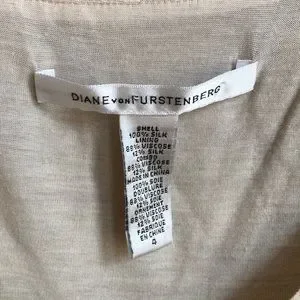 DIANE VON FURSTENBERG
SHELL
100% SILK
LINING
88% VISCOSE
12% SILK
COMBO
88% VISCOSE
12% SILK
MADE IN CHINA
100% SOIE
DOUBLURE
88% VISCOSE
12% SOIE
ORNEMENT
88% VISCOSE
12% SOIE
FABRIQUE
EN CHINE
4